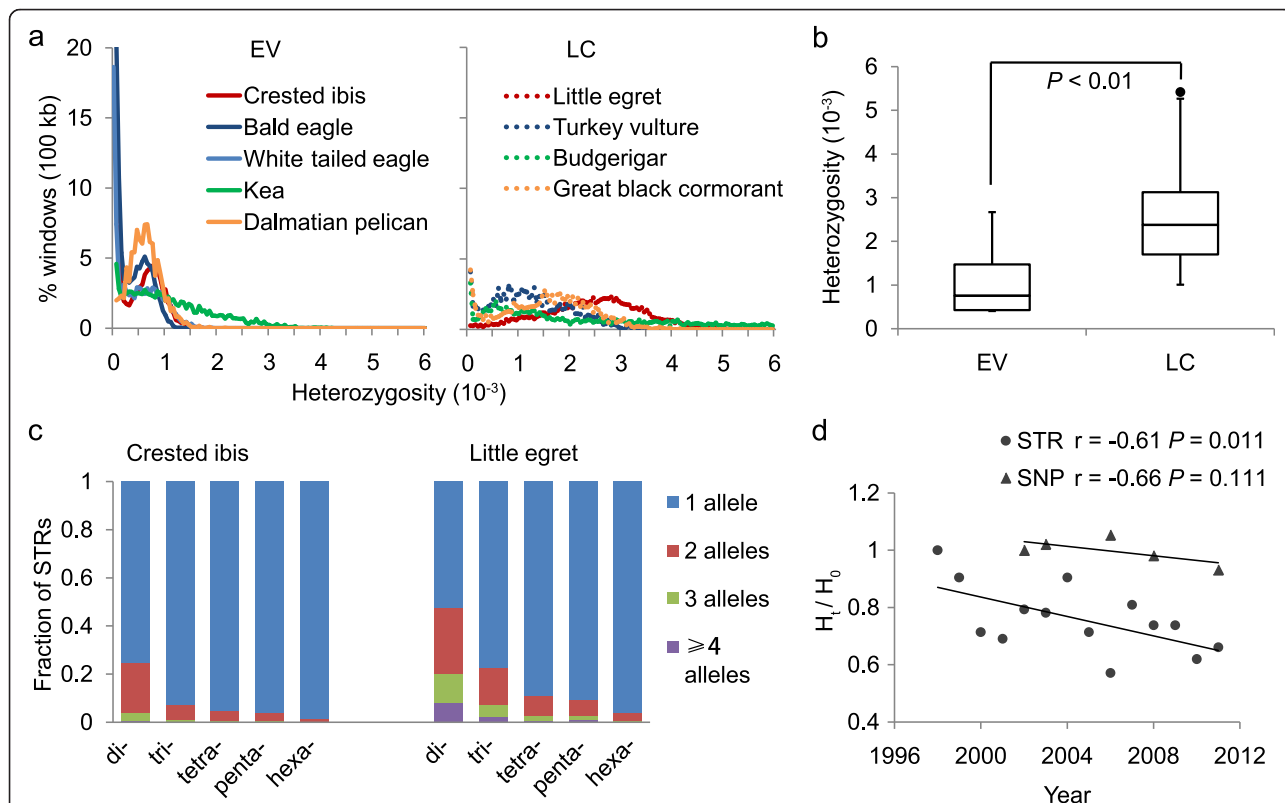 a
EV
LC
20
15
10
5
0
% windows (100 kb)
Crested ibis
Bald eagle
White tailed eagle
Kea
Dalmatian pelican
Little egret
Turkey vulture
Budgerigar
Great black cormorant
0 1 2 3 4 5 6
0 1 2 3 4 5 6
Heterozygosity (10⁻³)
b
Heterozygosity (10⁻³)
6
5
4
3
2
1
0
P < 0.01
EV
LC
c
Crested ibis
Little egret
Fraction of STRs
1
0.8
0.6
0.4
0.2
0
di- tri- tetra- penta- hexa-
di- tri- tetra- penta- hexa-
1 allele
2 alleles
3 alleles
⩾4
alleles
d
STR r = -0.61 P = 0.011
SNP r = -0.66 P = 0.111
Hₜ / H₀
1.2
1
0.8
0.6
0.4
1996 2000 2004 2008 2012
Year